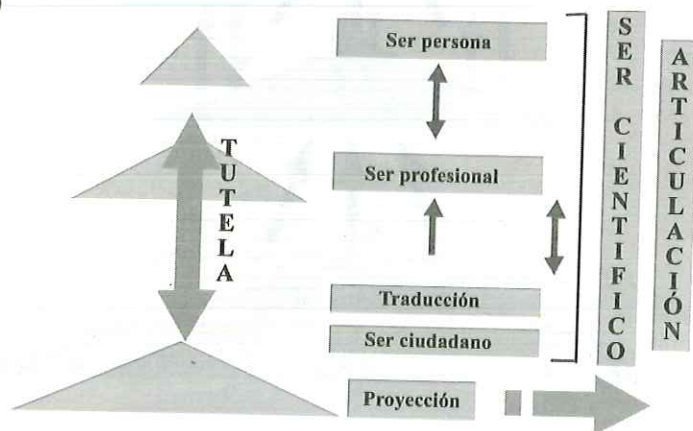 Ser persona
TUTELA
Ser profesional
Traducción
Ser ciudadano
Proyección
SER CIENTIFICO
ARTICULACIÓN